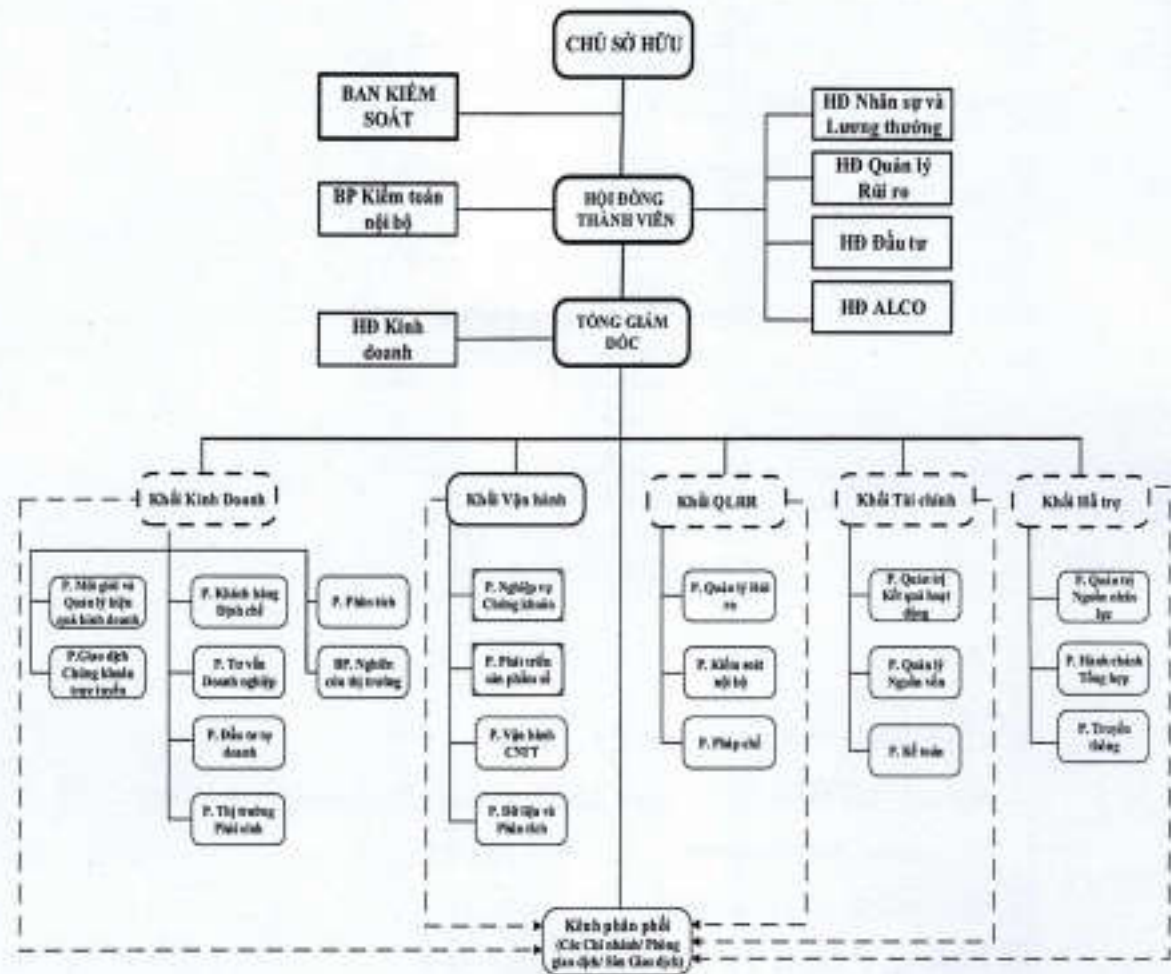 CHỦ SỞ HỮU
BAN KIỂM
SOÁT
HĐ Nhân sự và
Lương thưởng
HĐ Quản lý
Rủi ro
BP Kiểm toán
nội bộ
HỘI ĐỒNG
THÀNH VIÊN
HĐ Đầu tư
HĐ ALCO
HĐ Kinh
doanh
TỔNG GIÁM
ĐỐC
Khối Kinh Doanh
Khối Vận hành
Khối QLRR
Khối Tài chính
Khối Hỗ trợ
P. Môi giới và
Quản lý hiệu
quả kinh doanh
P. Khách hàng
Định chế
P. Phân tích
P.Giao dịch
Chứng khoán
trực tuyến
P. Tư vấn
Doanh nghiệp
BP. Nghiên
cứu thị trường
P. Đầu tư tự
doanh
P. Thị trường
Phái sinh
P. Nghiệp vụ
Chứng khoán
P. Phát triển
sản phẩm số
P. Vận hành
CNTT
P. Dữ liệu và
Phân tích
P. Quản lý Rủi
ro
P. Kiểm soát
nội bộ
P. Pháp chế
P. Quản trị
Kết quả hoạt
động
P. Quản lý
Nguồn vốn
P. Kế toán
P. Quản trị
Nguồn nhân
lực
P. Hành chánh
Tổng hợp
P. Truyền
thông
Kênh phân phối
(Các Chi nhánh/ Phòng
giao dịch/ Sàn Giao dịch)